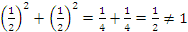 (1/2)² + (1/2)² = 1/4 + 1/4 = 1/2 ≠ 1